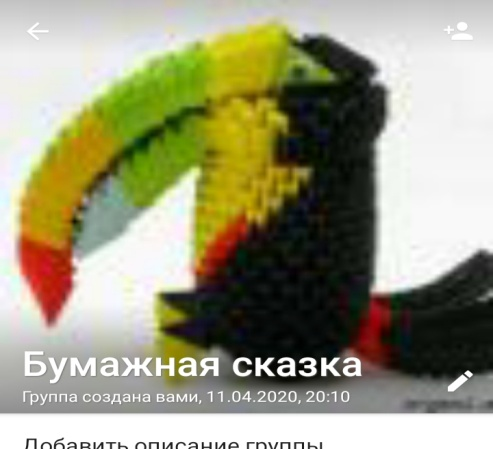 Бумажная сказка
Группа создана вами, 11.04.2020, 20:10
Добавить описание группы